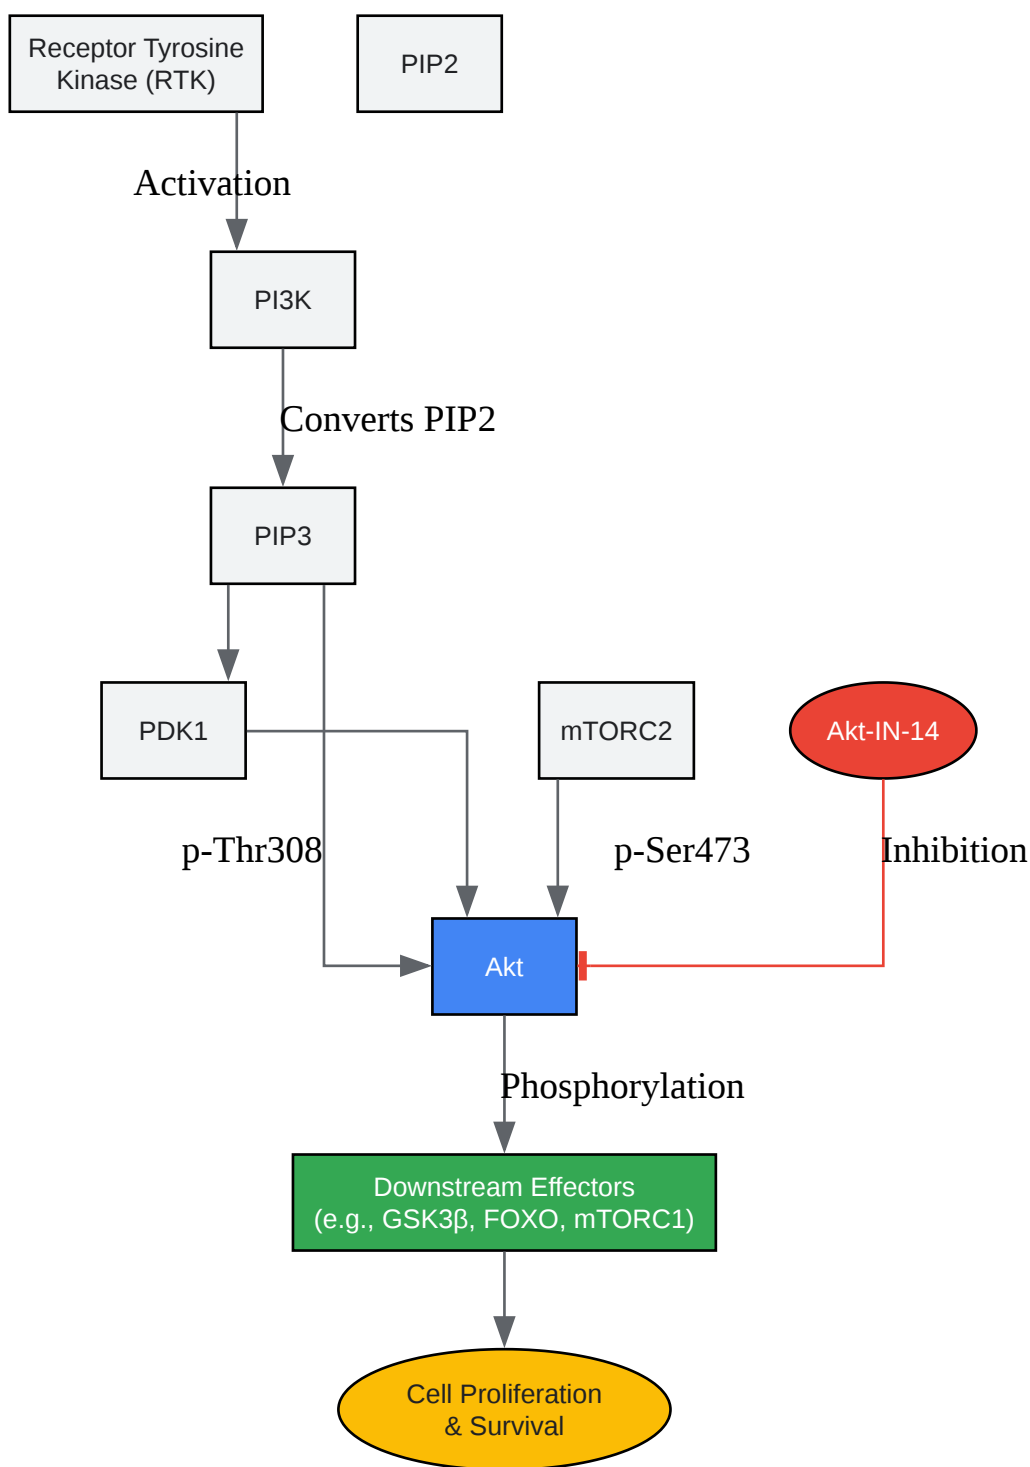 Receptor Tyrosine
Kinase (RTK)
PIP2
Activation
PI3K
Converts PIP2
PIP3
PDK1
mTORC2
Akt-IN-14
p-Thr308
p-Ser473
Inhibition
Akt
Phosphorylation
Downstream Effectors
(e.g., GSK3β, FOXO, mTORC1)
Cell Proliferation
& Survival